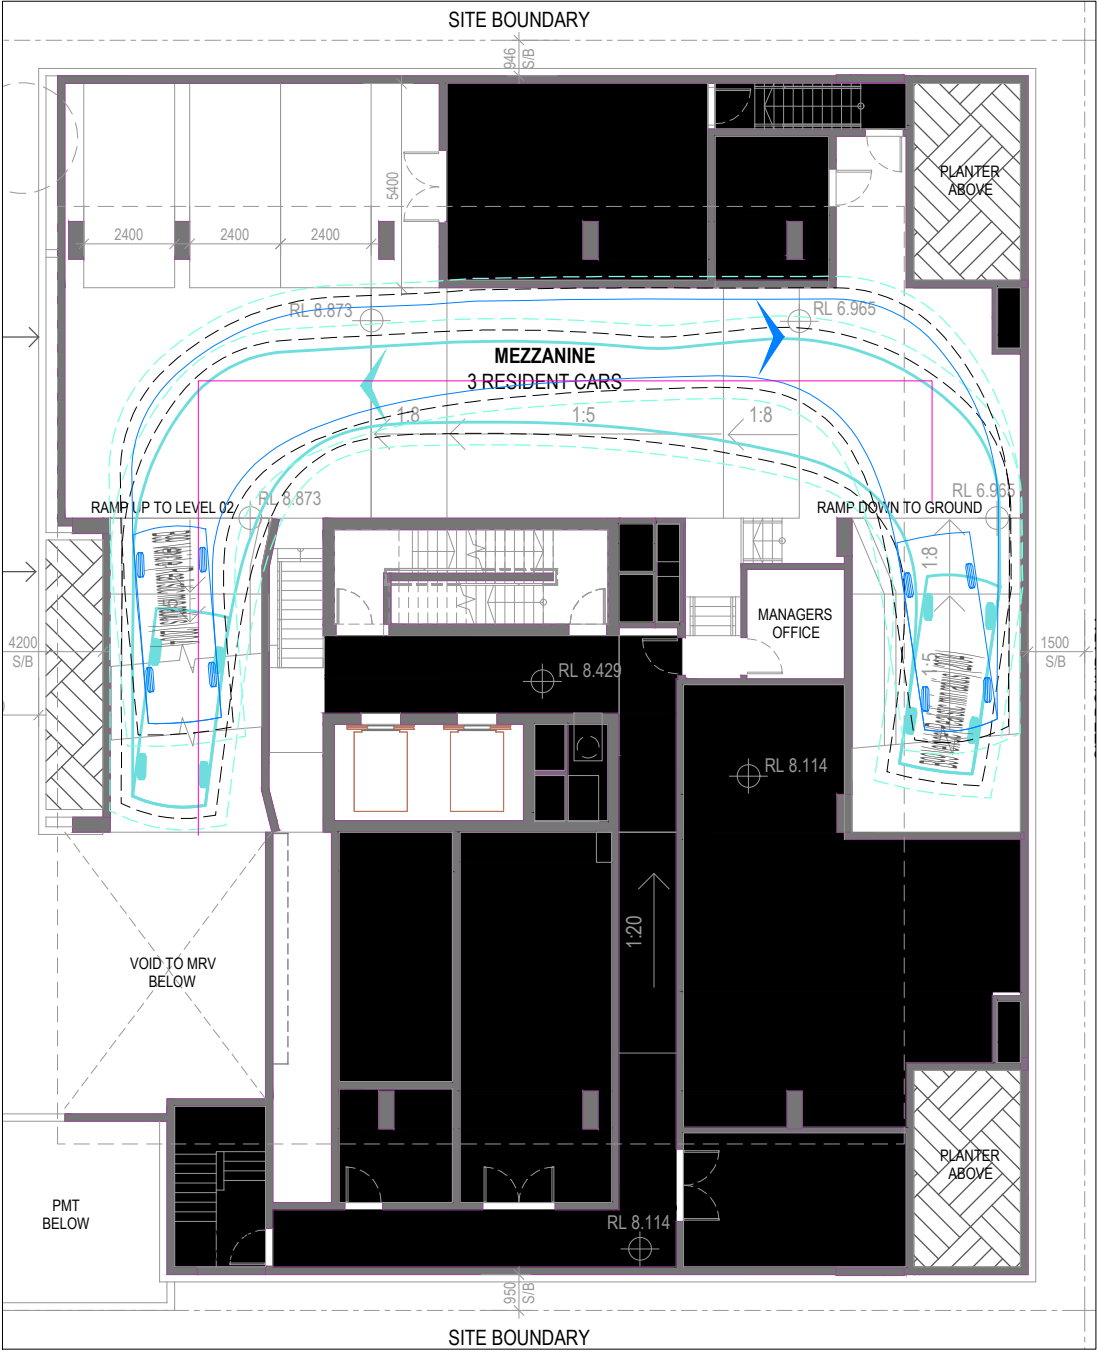 SITE BOUNDARY
946
S/B
PLANTER
ABOVE
5400
2400
2400
2400
RL 8.873
RL 6.965
MEZZANINE
3 RESIDENT CARS
1:8
1:5
1:8
RL 8.873
RL 6.965
RAMP UP TO LEVEL 02
RAMP DOWN TO GROUND
1:8
MANAGERS
OFFICE
4200
S/B
1500
S/B
1:5
RL 8.429
RL 8.114
1:20
VOID TO MRV
BELOW
PLANTER
ABOVE
PMT
BELOW
RL 8.114
950
S/B
SITE BOUNDARY